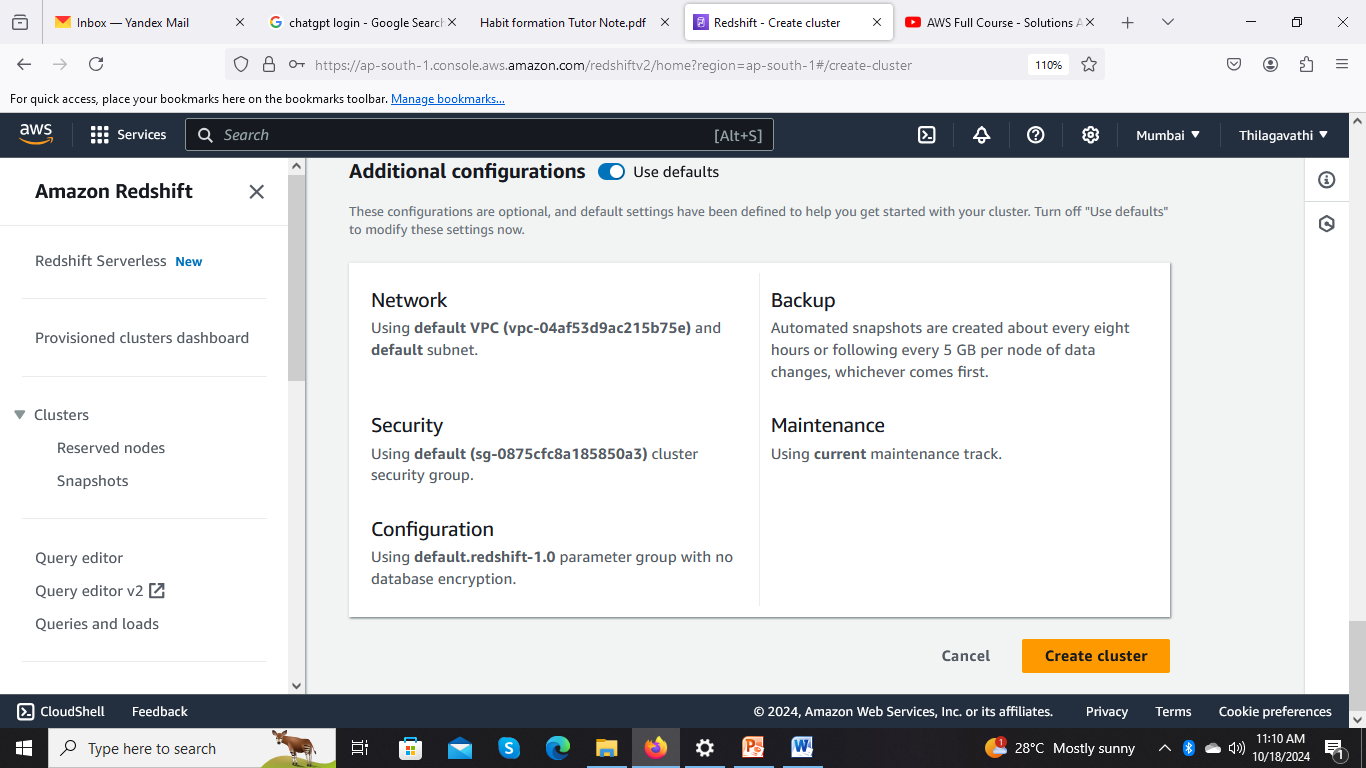 Inbox — Yandex Mail
chatgpt login - Google Search
Habit formation Tutor Note.pdf
Redshift - Create cluster
AWS Full Course - Solutions A
https://ap-south-1.console.aws.amazon.com/redshiftv2/home?region=ap-south-1#/create-cluster
110%
For quick access, place your bookmarks here on the bookmarks toolbar. Manage bookmarks...
aws
Services
Search
[Alt+S]
Mumbai
Thilagavathi
Amazon Redshift
Redshift Serverless New
Provisioned clusters dashboard
Clusters
Reserved nodes
Snapshots
Query editor
Query editor v2
Queries and loads
Additional configurations
Use defaults
These configurations are optional, and default settings have been defined to help you get started with your cluster. Turn off "Use defaults"
to modify these settings now.
Network
Using default VPC (vpc-04af53d9ac215b75e) and
default subnet.
Security
Using default (sg-0875cfc8a185850a3) cluster
security group.
Configuration
Using default.redshift-1.0 parameter group with no
database encryption.
Backup
Automated snapshots are created about every eight
hours or following every 5 GB per node of data
changes, whichever comes first.
Maintenance
Using current maintenance track.
Cancel
Create cluster
CloudShell
Feedback
© 2024, Amazon Web Services, Inc. or its affiliates.
Privacy
Terms
Cookie preferences
Type here to search
28°C Mostly sunny
11:10 AM
10/18/2024
1